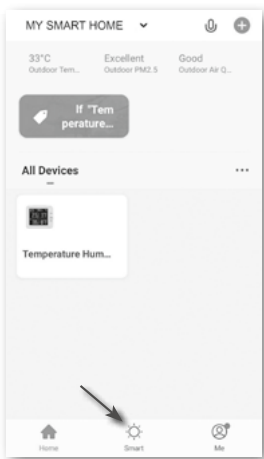 MY SMART HOME
33°C Excellent Good
Outdoor Tem... Outdoor PM2.5 Outdoor Air Q...
If "Tem
perature...
All Devices
Temperature Hum...
Home Smart Me